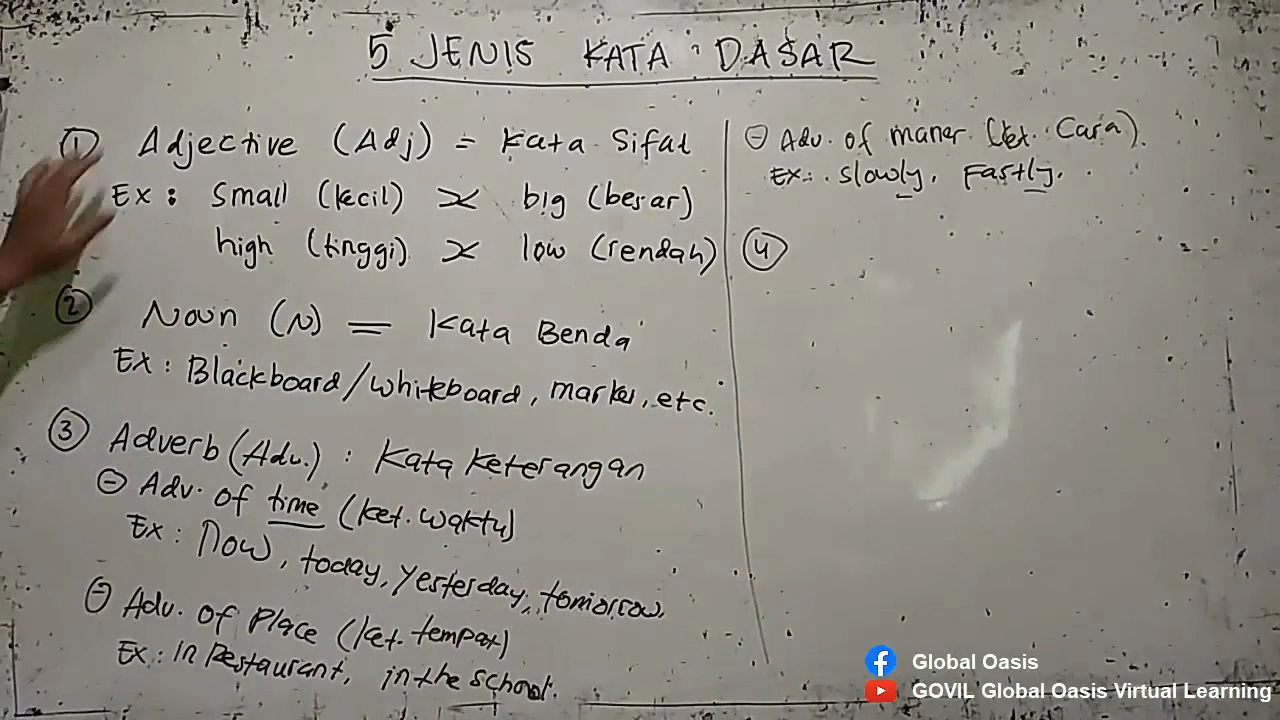 5 JENIS KATA DASAR
① Adjective (Adj) = Kata Sifat
Ex : Small (kecil) >< big (besar)
high (tinggi) >< low (rendah)
② Noun (N) = Kata Benda
Ex : Blackboard/whiteboard, marker, etc.
③ Adverb (Adv.) : Kata Keterangan
⊖ Adv. of time (ket. waktu)
Ex : Now, today, yesterday, tomorrow,
⊖ Adv. of Place (ket. tempat)
Ex : in Restaurant, in the school.
⊖ Adv. of maner (ket. Cara).
Ex : Slowly, Fastly.
④
Global Oasis
GOVIL Global Oasis Virtual Learning